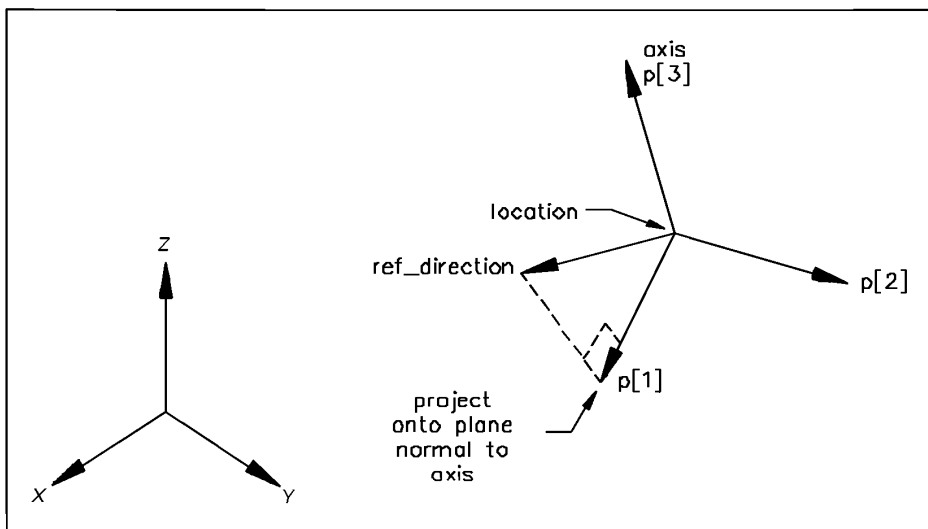 axis
p[3]
location
Z
ref_direction
p[2]
p[1]
project
onto plane
normal to
axis
X
Y